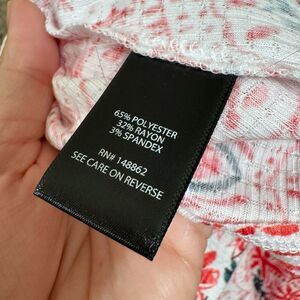 65% POLYESTER
32% RAYON
3% SPANDEX
RN# 148862
SEE CARE ON REVERSE